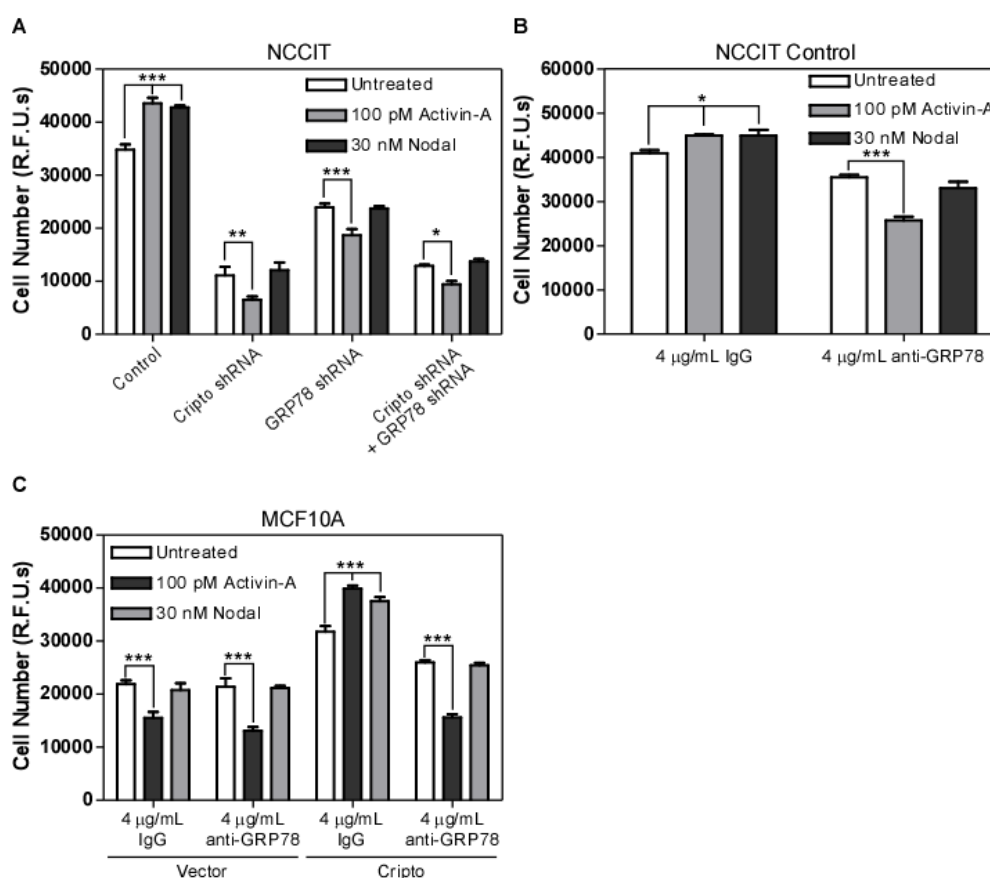 A
NCCIT
Cell Number (R.F.U.s)
50000
40000
30000
20000
10000
0
Untreated
100 pM Activin-A
30 nM Nodal
***
**
***
*
Control
Cripto shRNA
GRP78 shRNA
Cripto shRNA
+ GRP78 shRNA
B
NCCIT Control
Cell Number (R.F.U.s)
60000
50000
40000
30000
20000
10000
0
Untreated
100 pM Activin-A
30 nM Nodal
*
***
4 μg/mL IgG
4 μg/mL anti-GRP78
C
MCF10A
Cell Number (R.F.U.s)
50000
40000
30000
20000
10000
0
Untreated
100 pM Activin-A
30 nM Nodal
***
***
***
***
4 μg/mL
IgG
4 μg/mL
anti-GRP78
4 μg/mL
IgG
4 μg/mL
anti-GRP78
Vector
Cripto